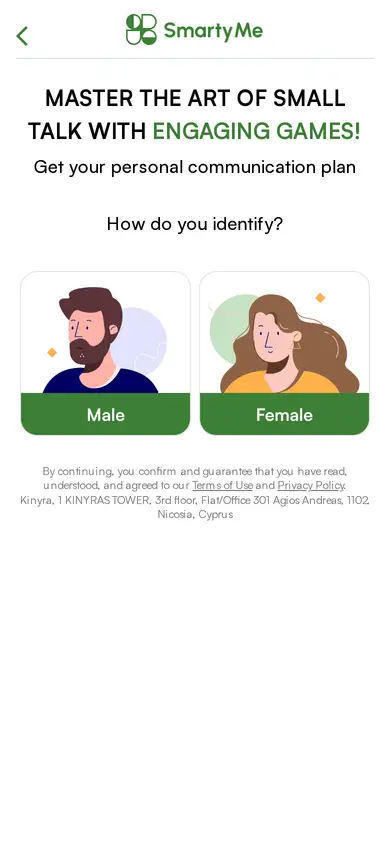 SmartyMe
MASTER THE ART OF SMALL
TALK WITH ENGAGING GAMES!
Get your personal communication plan
How do you identify?
Male
Female
By continuing, you confirm and guarantee that you have read,
understood, and agreed to our Terms of Use and Privacy Policy.
Kinyra, 1 KINYRAS TOWER, 3rd floor, Flat/Office 301 Agios Andreas, 1102,
Nicosia, Cyprus